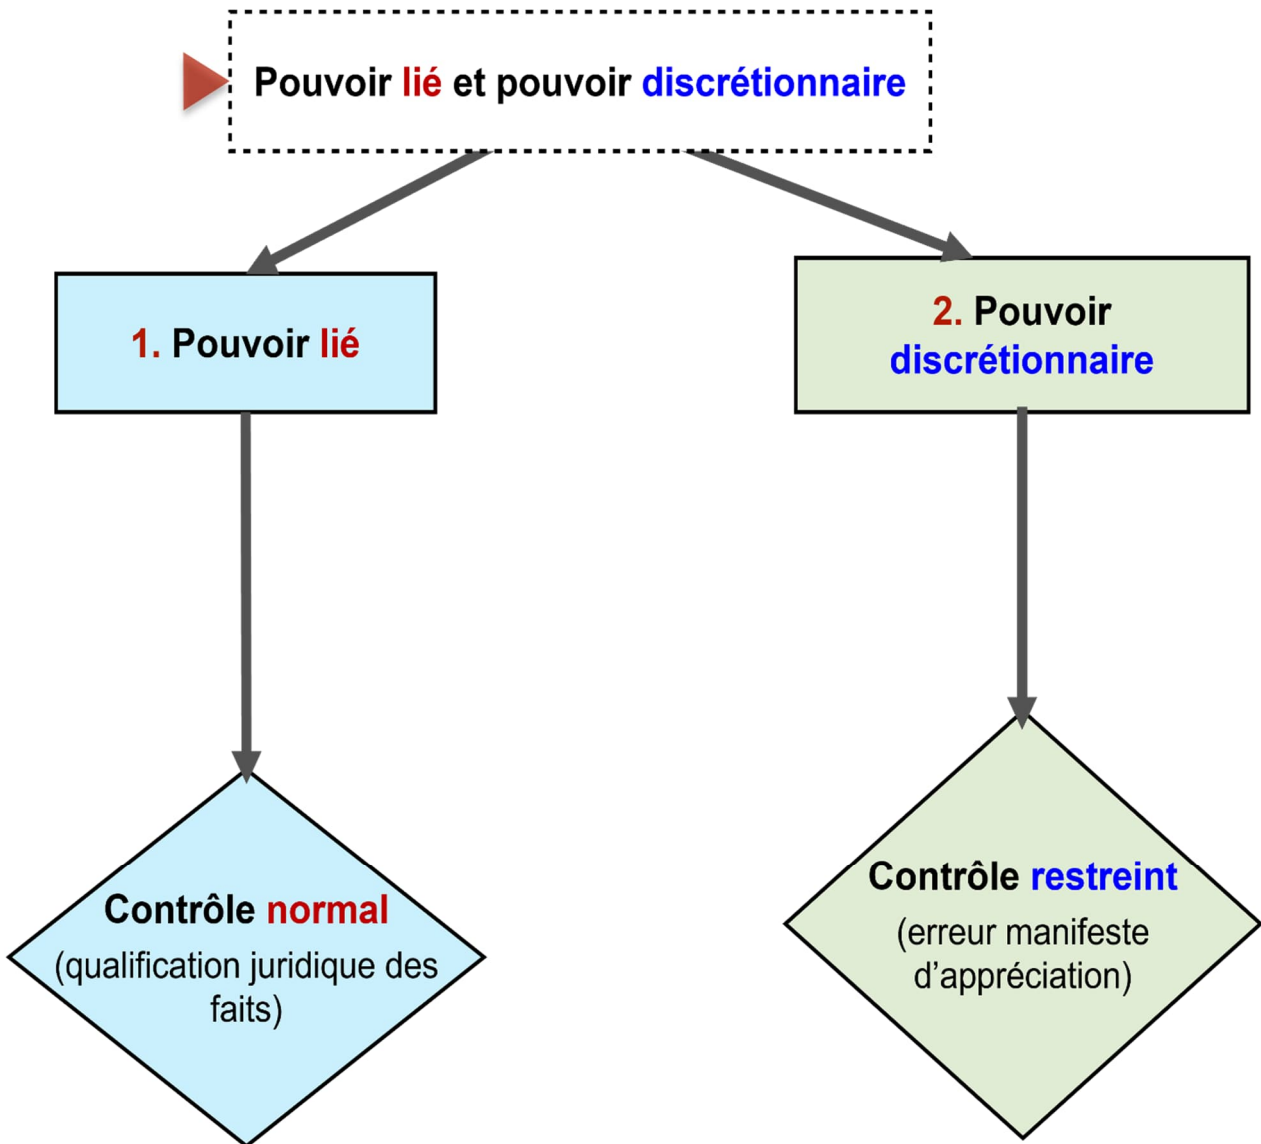 Pouvoir lié et pouvoir discrétionnaire
1. Pouvoir lié
2. Pouvoir
discrétionnaire
Contrôle normal
(qualification juridique des
faits)
Contrôle restreint
(erreur manifeste
d’appréciation)